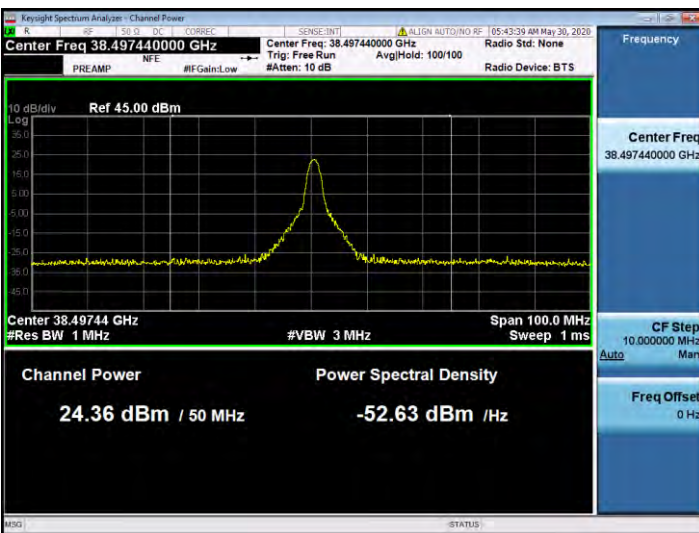 Keysight Spectrum Analyzer - Channel Power
R RF 50 Ω DC CORREC SENSE:INT ALIGN AUTO/NO RF 05:43:39 AM May 30, 2020
Center Freq 38.497440000 GHz
Center Freq: 38.497440000 GHz
Radio Std: None
NFE
Trig: Free Run
Avg|Hold: 100/100
PREAMP
#IFGain:Low
#Atten: 10 dB
Radio Device: BTS
Frequency
10 dB/div Ref 45.00 dBm
Log
35.0
25.0
15.0
5.00
-5.00
-15.0
-25.0
-35.0
-45.0
Center Freq
38.497440000 GHz
Center 38.49744 GHz
Span 100.0 MHz
#Res BW 1 MHz
#VBW 3 MHz
Sweep 1 ms
CF Step
10.000000 MHz
Auto Man
Channel Power
Power Spectral Density
24.36 dBm / 50 MHz
-52.63 dBm /Hz
Freq Offset
0 Hz
MSG
STATUS